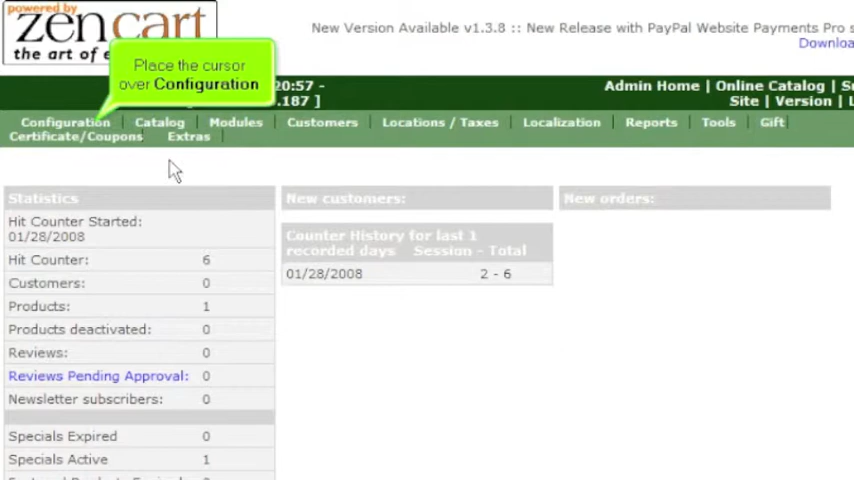 powered by
zen cart
the art of e
New Version Available v1.3.8 :: New Release with PayPal Website Payments Pro
Place the cursor
over Configuration
20:57 -
.187 ]
Admin Home | Online Catalog |
Site | Version |
Configuration | Catalog | Modules | Customers | Locations / Taxes | Localization | Reports | Tools | Gift
Certificate/Coupons | Extras |
Statistics
Hit Counter Started:
01/28/2008
Hit Counter: 6
Customers: 0
Products: 1
Products deactivated: 0
Reviews: 0
Reviews Pending Approval: 0
Newsletter subscribers: 0
Specials Expired 0
Specials Active 1
New customers:
Counter History for last 1
recorded days Session - Total
01/28/2008 2 - 6
New orders: